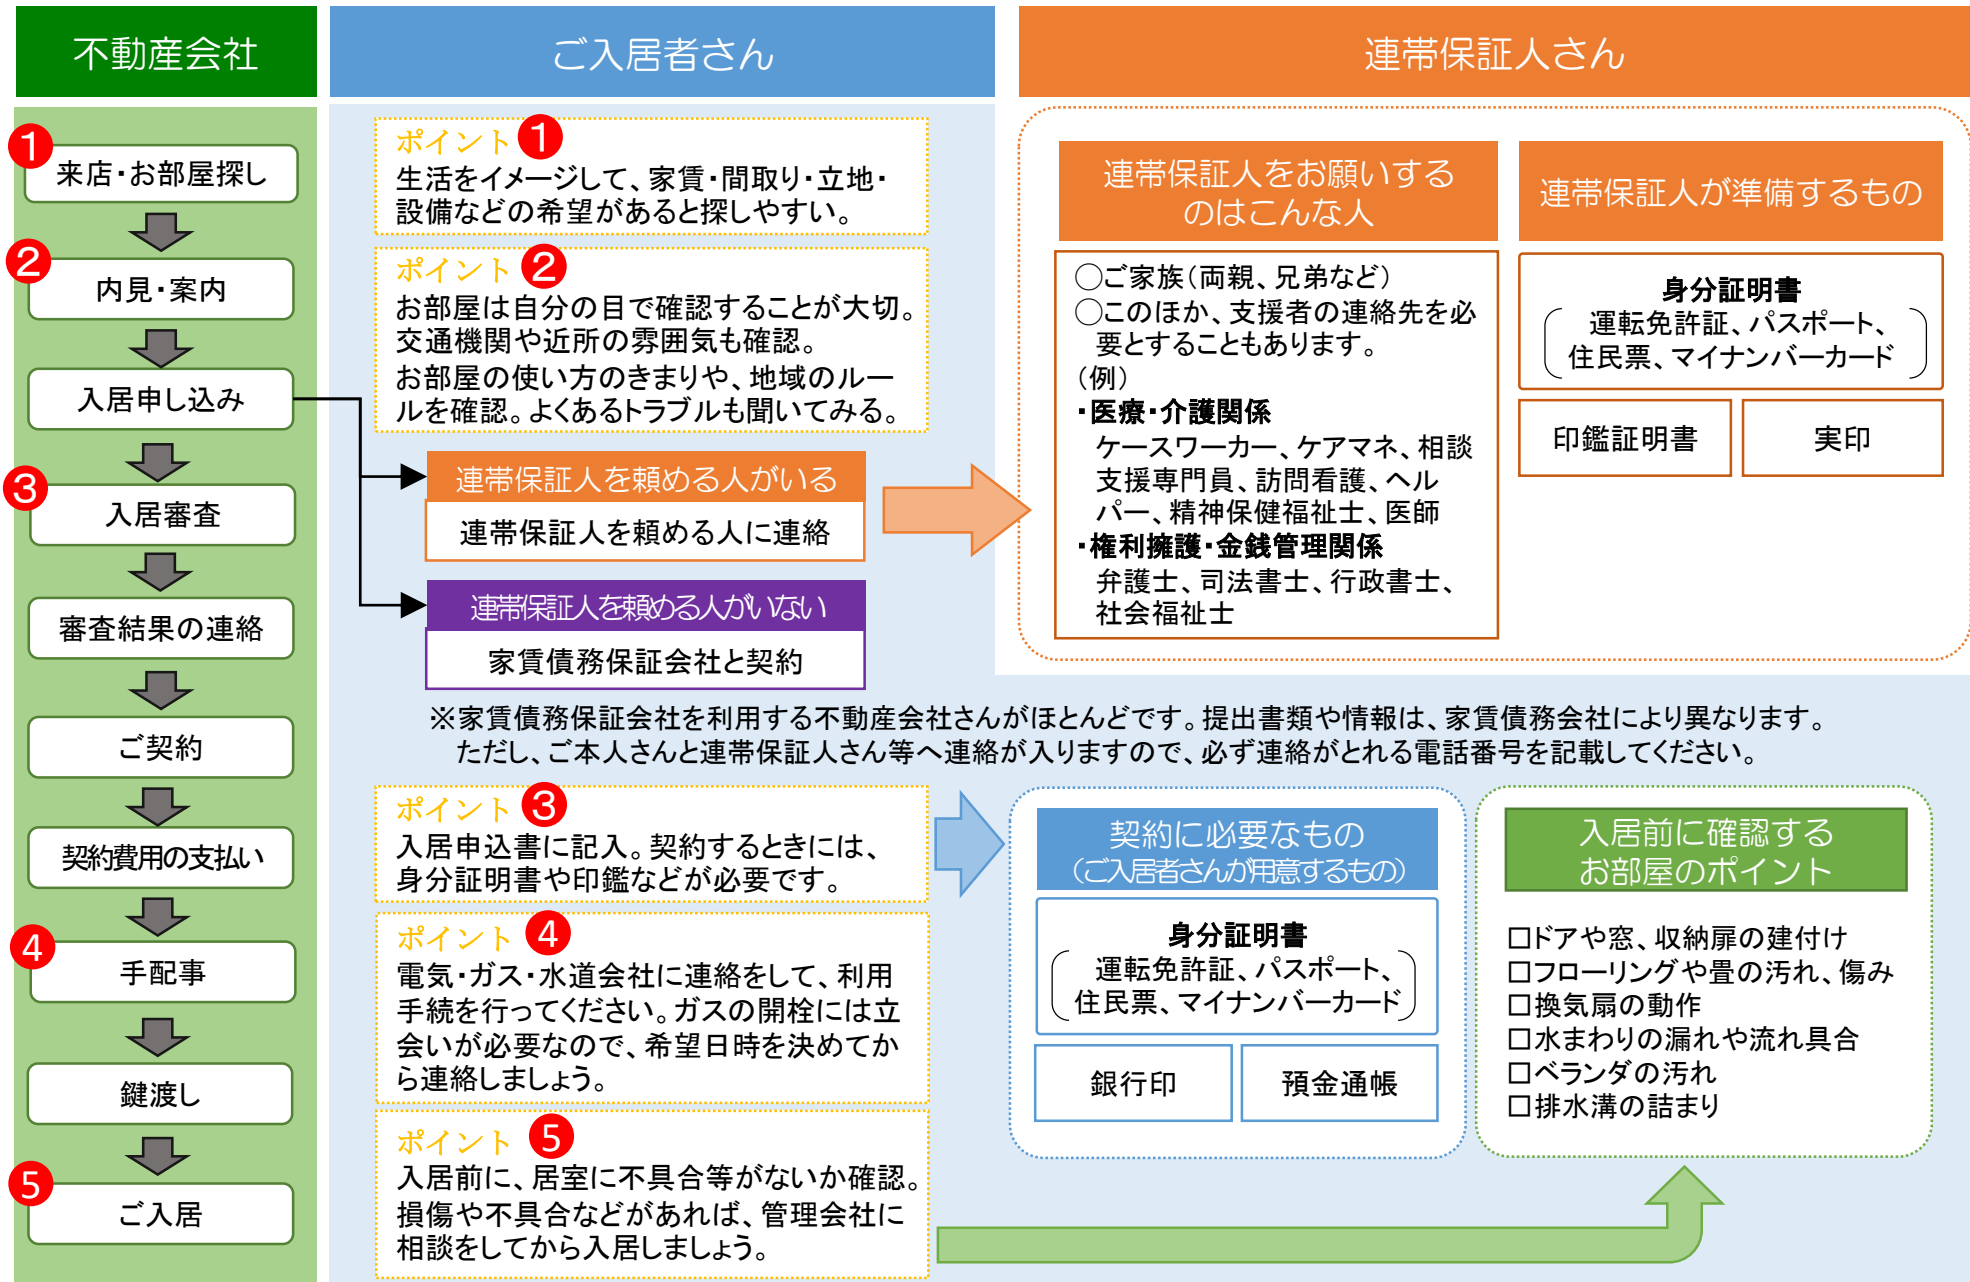 不動産会社
ご入居者さん
連帯保証人さん
1
来店・お部屋探し
2
内見・案内
入居申し込み
3
入居審査
審査結果の連絡
ご契約
契約費用の支払い
4
手配事
鍵渡し
5
ご入居
ポイント 1
生活をイメージして、家賃・間取り・立地・
設備などの希望があると探しやすい。
ポイント 2
お部屋は自分の目で確認することが大切。
交通機関や近所の雰囲気も確認。
お部屋の使い方のきまりや、地域のルー
ルを確認。よくあるトラブルも聞いてみる。
連帯保証人を頼める人がいる
連帯保証人を頼める人に連絡
連帯保証人を頼める人がいない
家賃債務保証会社と契約
連帯保証人をお願いする
のはこんな人
○ご家族(両親、兄弟など)
○このほか、支援者の連絡先を必
要とすることもあります。
(例)
・医療・介護関係
ケースワーカー、ケアマネ、相談
支援専門員、訪問看護、ヘル
パー、精神保健福祉士、医師
・権利擁護・金銭管理関係
弁護士、司法書士、行政書士、
社会福祉士
連帯保証人が準備するもの
身分証明書
(運転免許証、パスポート、
住民票、マイナンバーカード)
印鑑証明書
実印
※家賃債務保証会社を利用する不動産会社さんがほとんどです。提出書類や情報は、家賃債務会社により異なります。
ただし、ご本人さんと連帯保証人さん等へ連絡が入りますので、必ず連絡がとれる電話番号を記載してください。
ポイント 3
入居申込書に記入。契約するときには、
身分証明書や印鑑などが必要です。
ポイント 4
電気・ガス・水道会社に連絡をして、利用
手続を行ってください。ガスの開栓には立
会いが必要なので、希望日時を決めてか
ら連絡しましょう。
ポイント 5
入居前に、居室に不具合等がないか確認。
損傷や不具合などがあれば、管理会社に
相談をしてから入居しましょう。
契約に必要なもの
(ご入居者さんが用意するもの)
身分証明書
(運転免許証、パスポート、
住民票、マイナンバーカード)
銀行印
預金通帳
入居前に確認する
お部屋のポイント
□ドアや窓、収納扉の建付け
□フローリングや畳の汚れ、傷み
□換気扇の動作
□水まわりの漏れや流れ具合
□ベランダの汚れ
□排水溝の詰まり